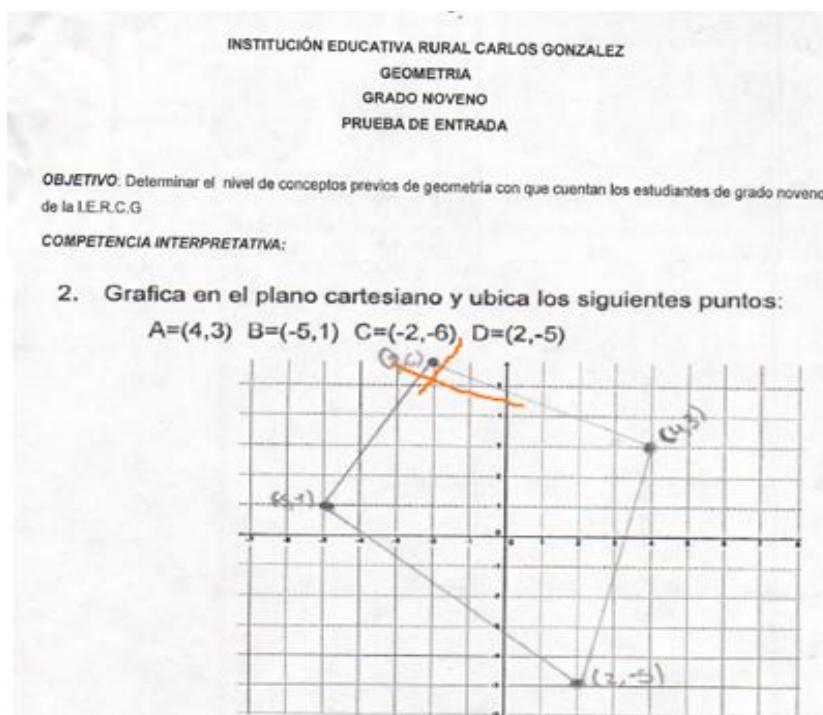 INSTITUCIÓN EDUCATIVA RURAL CARLOS GONZALEZ
GEOMETRIA
GRADO NOVENO
PRUEBA DE ENTRADA
OBJETIVO: Determinar el nivel de conceptos previos de geometría con que cuentan los estudiantes de grado noveno
de la I.E.R.C.G
COMPETENCIA INTERPRETATIVA:
2. Grafica en el plano cartesiano y ubica los siguientes puntos:
A=(4,3) B=(-5,1) C=(-2,-6), D=(2,-5)
(4,3)
(2,-5)